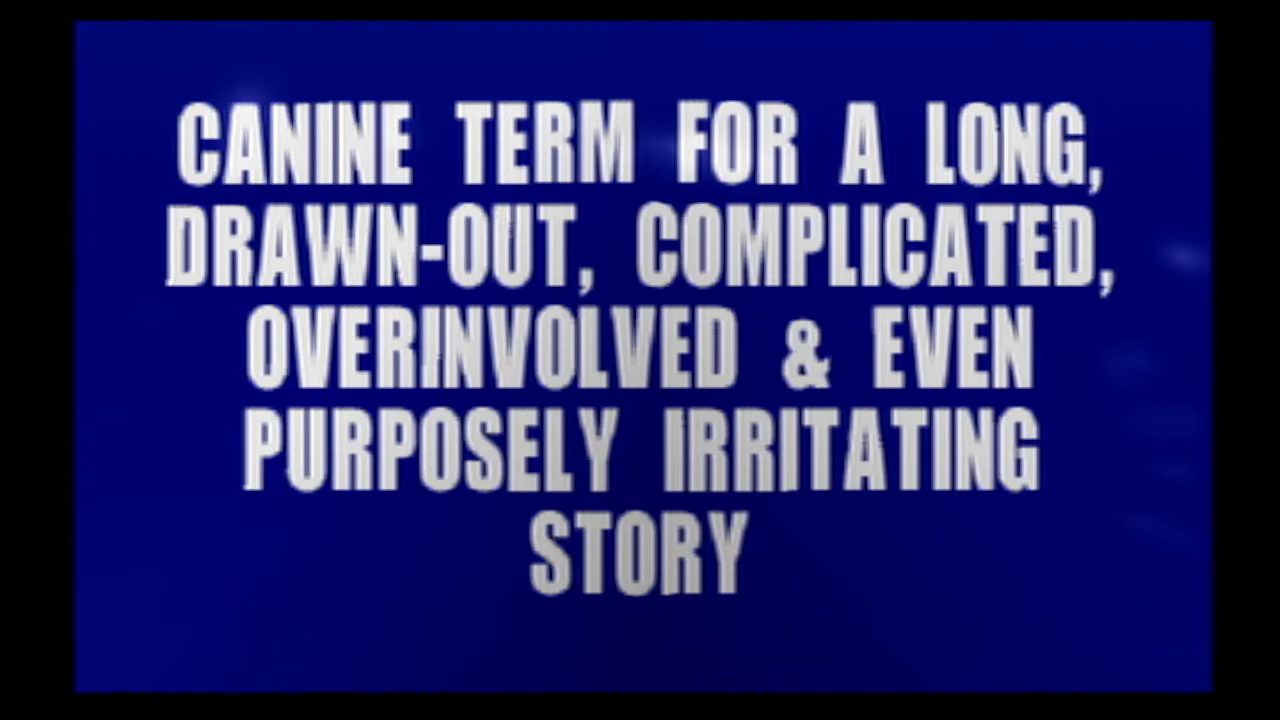 CANINE TERM FOR A LONG,
DRAWN-OUT, COMPLICATED,
OVERINVOLVED & EVEN
PURPOSELY IRRITATING
STORY